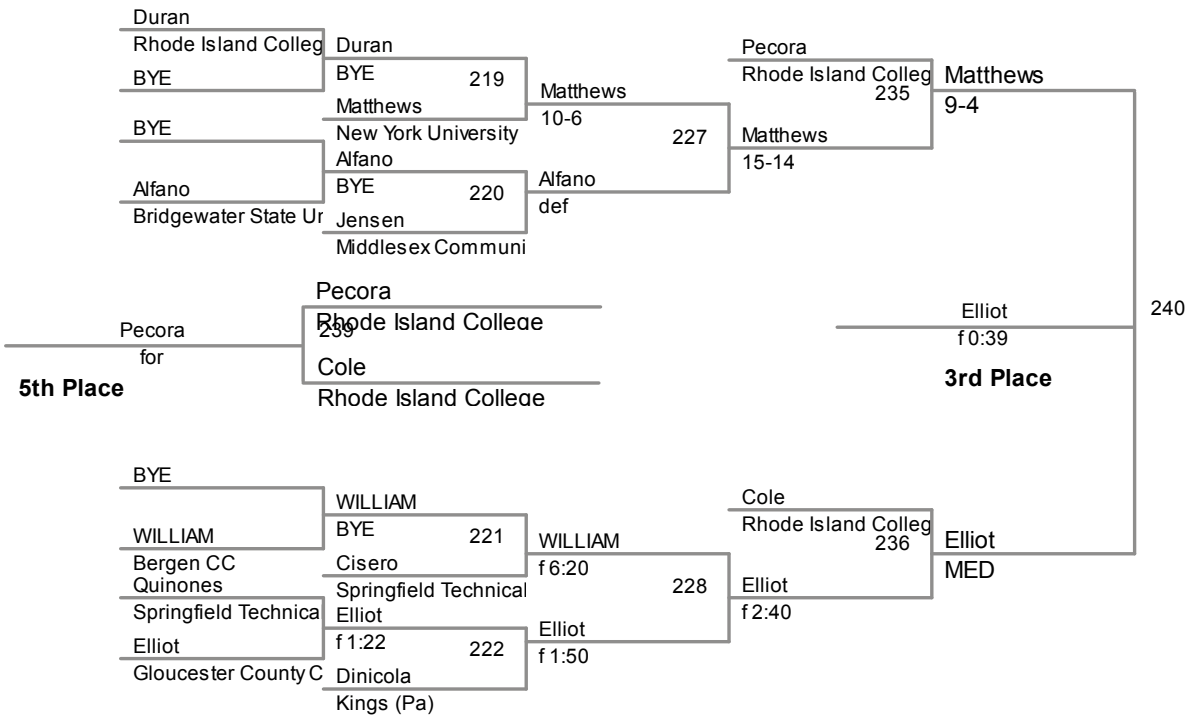 Duran
Rhode Island Colleg
BYE
Duran
BYE
219
Matthews
New York University
Matthews
10-6
BYE
Alfano
Bridgewater State Ur
Alfano
BYE
220
Jensen
Middlesex Communi
Alfano
def
227
Pecora
Rhode Island Colleg
235
Matthews
15-14
Matthews
9-4
Pecora
Rhode Island College
239
Cole
Rhode Island College
Pecora
for
5th Place
Elliot
f 0:39
3rd Place
240
BYE
WILLIAM
Bergen CC
WILLIAM
BYE
221
Cisero
Springfield Technical
WILLIAM
f 6:20
Quinones
Springfield Technica
Elliot
Gloucester County C
Elliot
f 1:22
222
Dinicola
Kings (Pa)
Elliot
f 1:50
228
Cole
Rhode Island Colleg
236
Elliot
f 2:40
Elliot
MED